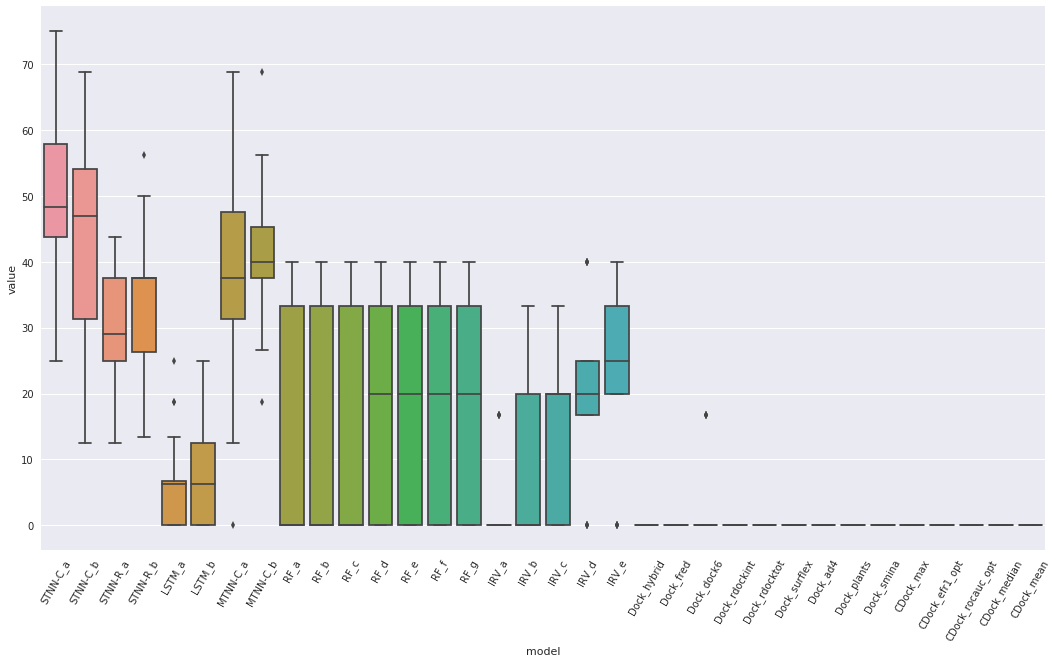 70
60
50
40
30
20
10
0
value
STNN-C_a
STNN-C_b
STNN-R_a
STNN-R_b
LSTM_a
LSTM_b
MTNN-C_a
MTNN-C_b
RF_a
RF_b
RF_c
RF_d
RF_e
RF_f
RF_g
IRV_a
IRV_b
IRV_c
IRV_d
IRV_e
Dock_hybrid
Dock_fred
Dock_dock6
Dock_rdockint
Dock_rdocktot
Dock_surflex
Dock_ad4
Dock_plants
Dock_smina
CDock_max
CDock_efr1_opt
CDock_rocauc_opt
CDock_median
CDock_mean
model